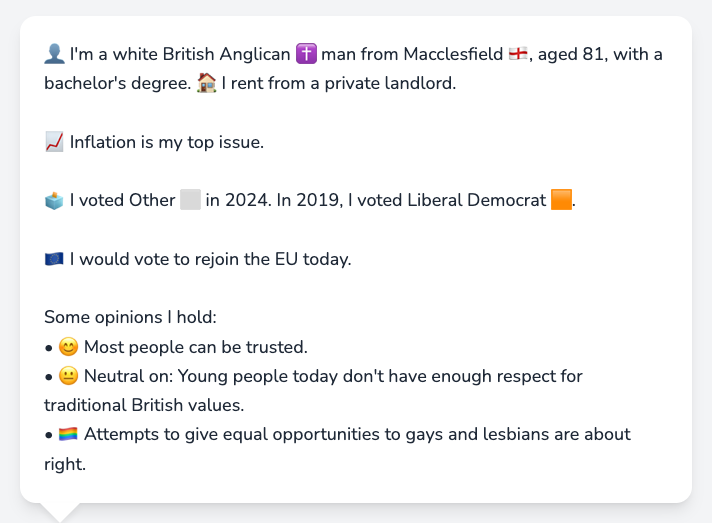 👤 I'm a white British Anglican ✝️ man from Macclesfield 🏴󠁧󠁢󠁥󠁮󠁧󠁿, aged 81, with a
bachelor's degree. 🏠 I rent from a private landlord.
📈 Inflation is my top issue.
🗳️ I voted Other ⬜ in 2024. In 2019, I voted Liberal Democrat 🟧.
🇪🇺 I would vote to rejoin the EU today.
Some opinions I hold:
• 😊 Most people can be trusted.
• 😐 Neutral on: Young people today don't have enough respect for
traditional British values.
• 🏳️‍🌈 Attempts to give equal opportunities to gays and lesbians are about
right.